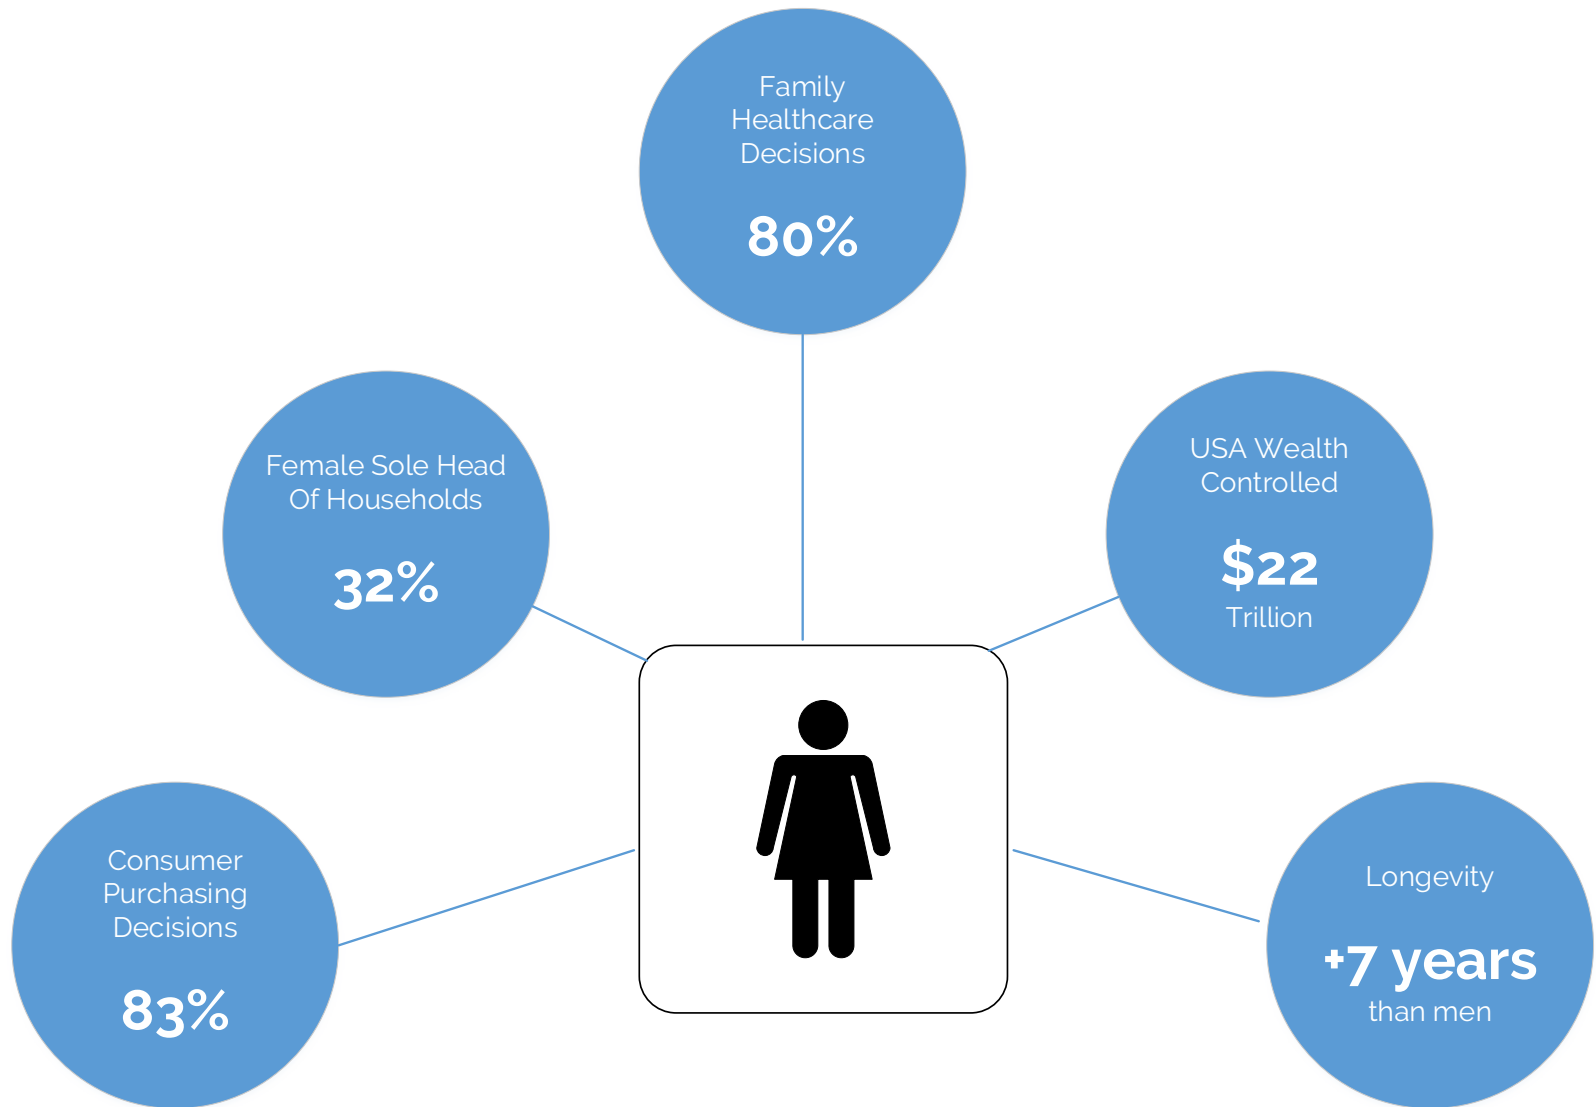 Family
Healthcare
Decisions
80%
Female Sole Head
Of Households
32%
USA Wealth
Controlled
$22
Trillion
Consumer
Purchasing
Decisions
83%
Longevity
+7 years
than men